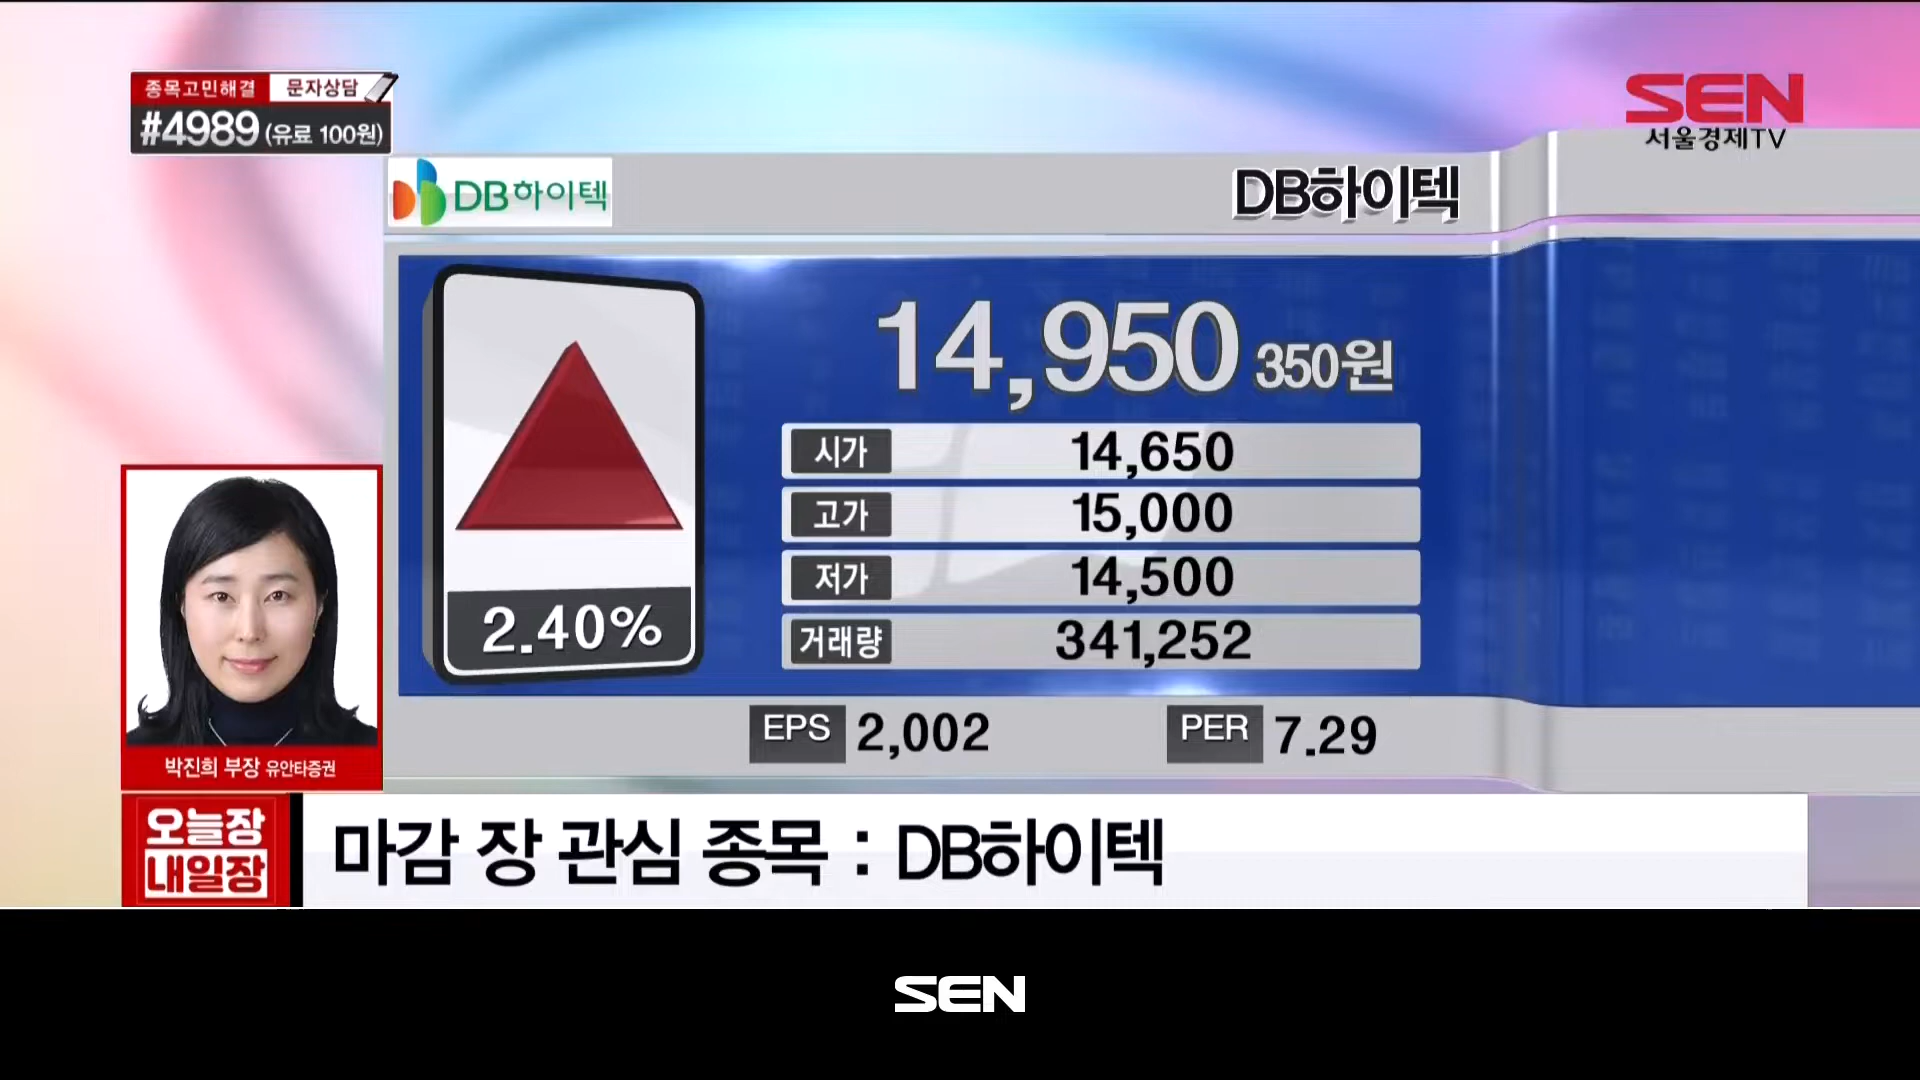 종목고민해결 문자상담
#4989 (유료 100원)
SEN
서울경제TV
DB하이텍
DB하이텍
14,950 350원
시가 14,650
고가 15,000
저가 14,500
거래량 341,252
2.40%
EPS 2,002 PER 7.29
박진희 부장 유안타증권
오늘장
내일장
마감 장 관심 종목 : DB하이텍
SEN